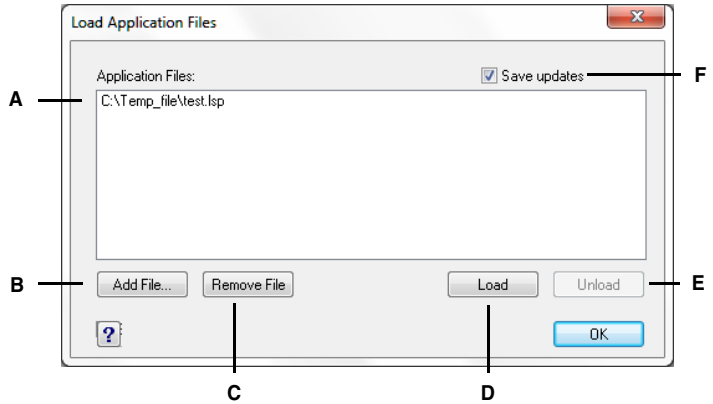 Load Application Files
X
Application Files:
Save updates
F
A
C:\Temp_file\test.lsp
B
Add File...
Remove File
Load
Unload
E
?
OK
C
D